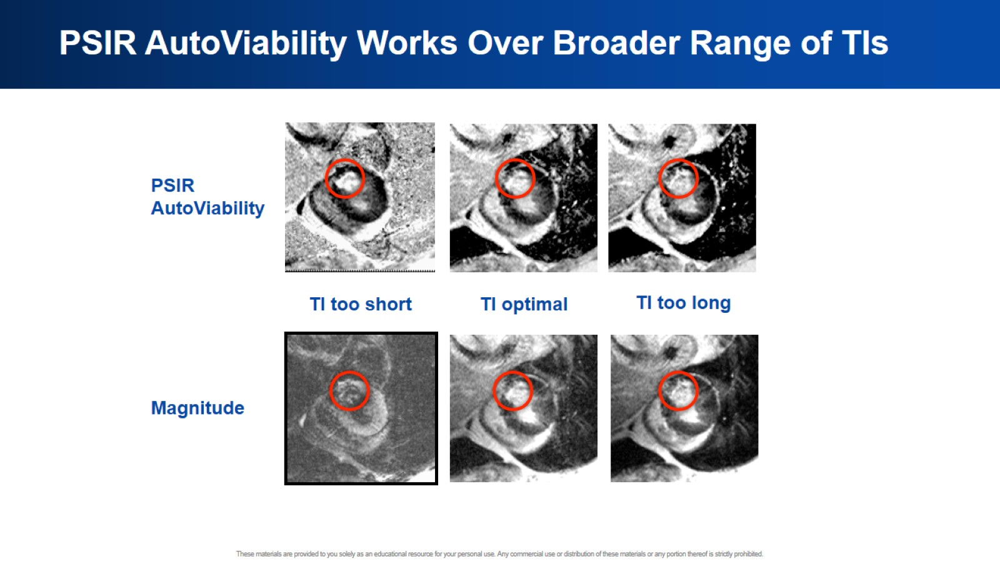 PSIR AutoViability Works Over Broader Range of TIs
PSIR
AutoViability
TI too short
TI optimal
TI too long
Magnitude
These materials are provided to you solely as an educational resource for your personal use. Any commercial use or distribution of these materials or any portion thereof is strictly prohibited.